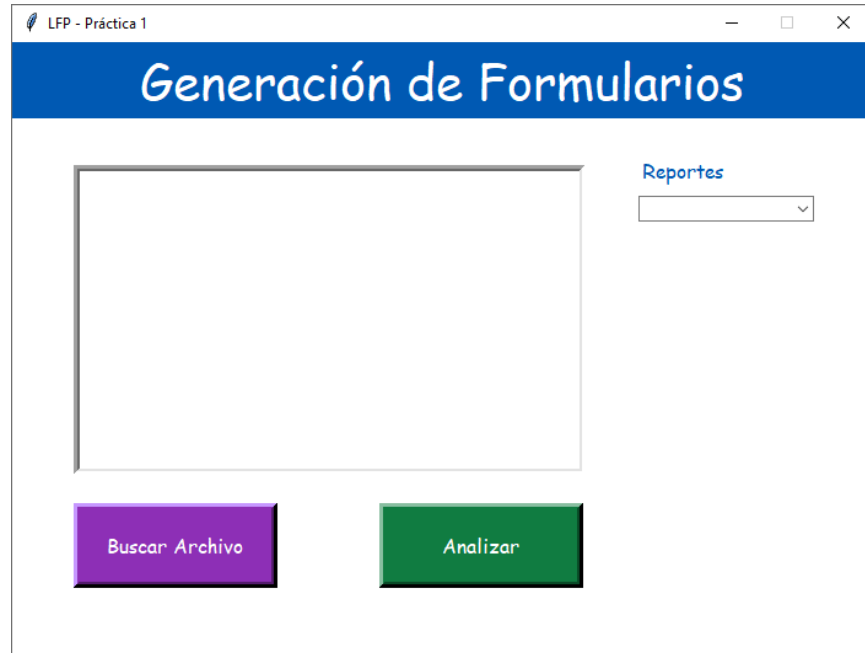 LFP - Práctica 1
Generación de Formularios
Reportes
Buscar Archivo
Analizar